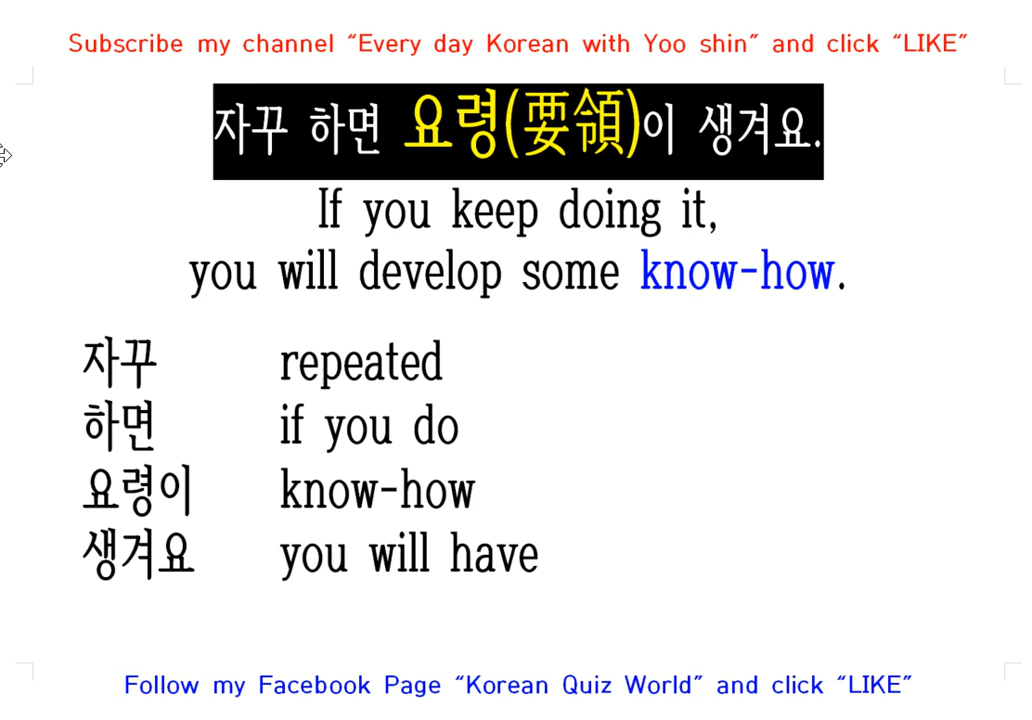 Subscribe my channel “Every day Korean with Yoo shin” and click “LIKE”
자꾸 하면 요령(要領)이 생겨요.
If you keep doing it,
you will develop some know-how.
자꾸 repeated
하면 if you do
요령이 know-how
생겨요 you will have
Follow my Facebook Page “Korean Quiz World” and click “LIKE”